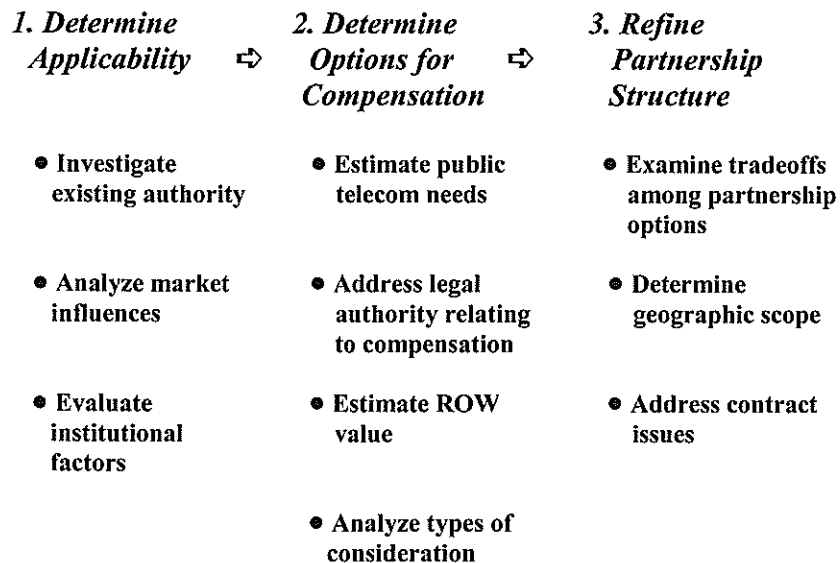 1. Determine
Applicability
⇨
2. Determine
Options for
Compensation
⇨
3. Refine
Partnership
Structure
• Investigate
existing authority
• Analyze market
influences
• Evaluate
institutional
factors
• Estimate public
telecom needs
• Address legal
authority relating
to compensation
• Estimate ROW
value
• Analyze types of
consideration
• Examine tradeoffs
among partnership
options
• Determine
geographic scope
• Address contract
issues